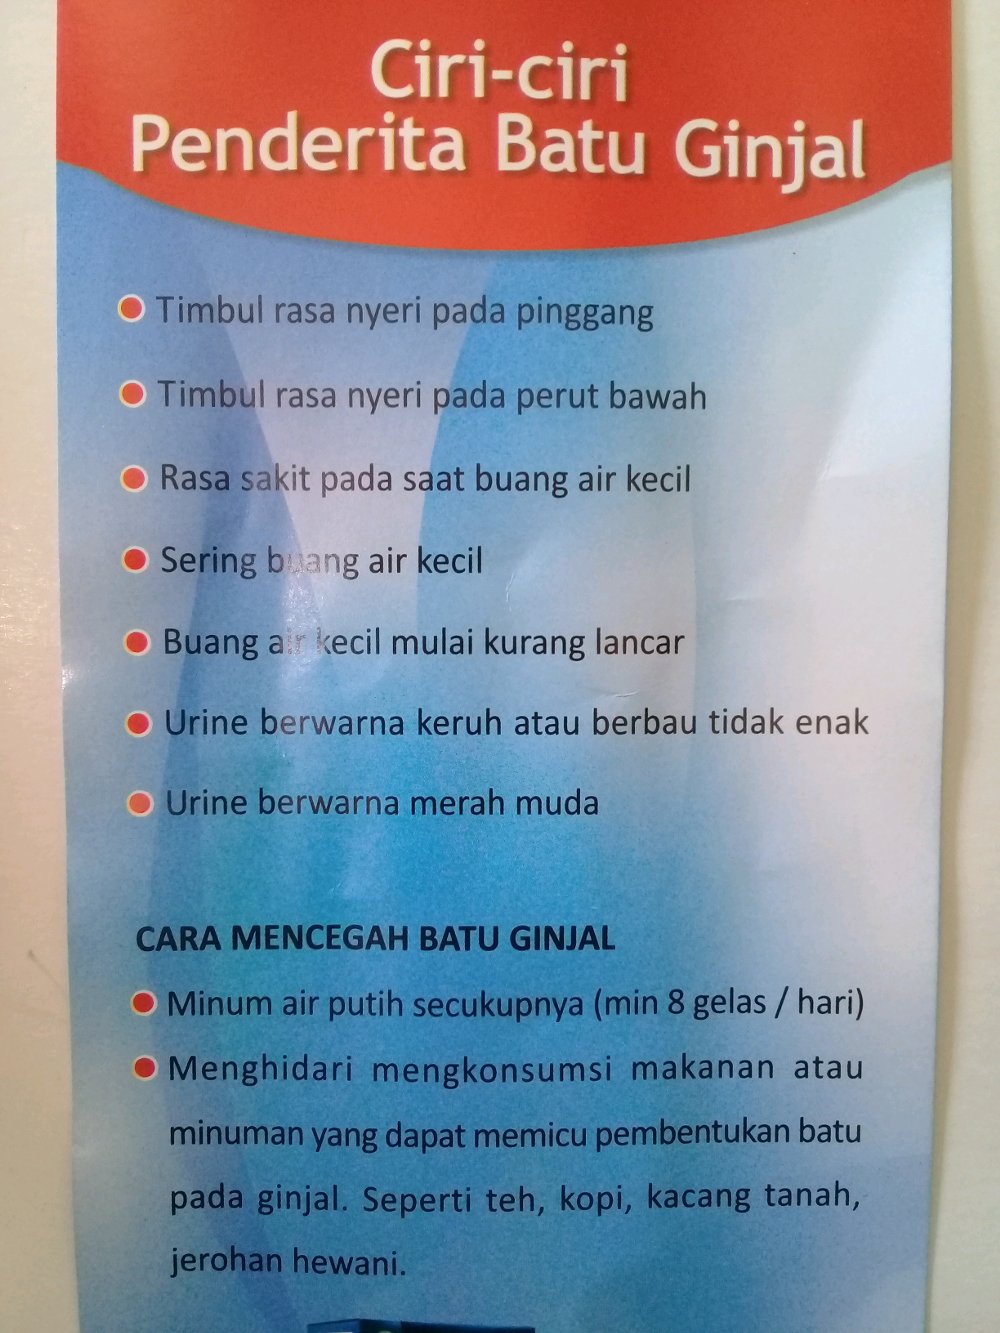 Ciri-ciri
Penderita Batu Ginjal
Timbul rasa nyeri pada pinggang
Timbul rasa nyeri pada perut bawah
Rasa sakit pada saat buang air kecil
Sering buang air kecil
Buang air kecil mulai kurang lancar
Urine berwarna keruh atau berbau tidak enak
Urine berwarna merah muda
CARA MENCEGAH BATU GINJAL
Minum air putih secukupnya (min 8 gelas / hari)
Menghidari mengkonsumsi makanan atau
minuman yang dapat memicu pembentukan batu
pada ginjal. Seperti teh, kopi, kacang tanah,
jerohan hewani.